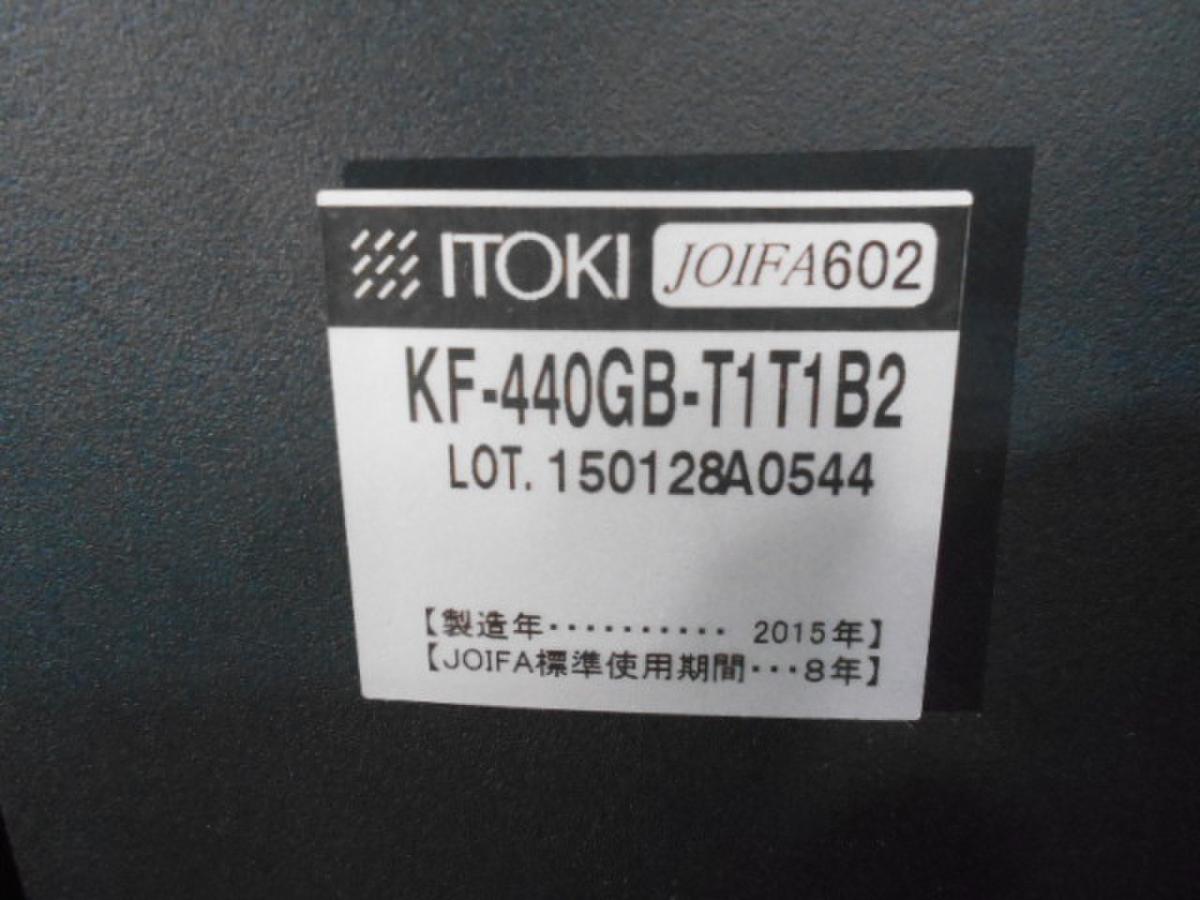 ITOKI JOIFA602
KF-440GB-T1T1B2
LOT. 150128A0544
【製造年・・・・・・・・・・ 2015年】
【JOIFA標準使用期間・・・8年】